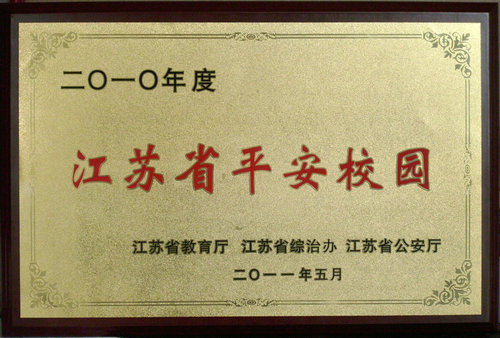 二〇一〇年度
江苏省平安校园
江苏省教育厅 江苏省综治办 江苏省公安厅
二〇一一年五月